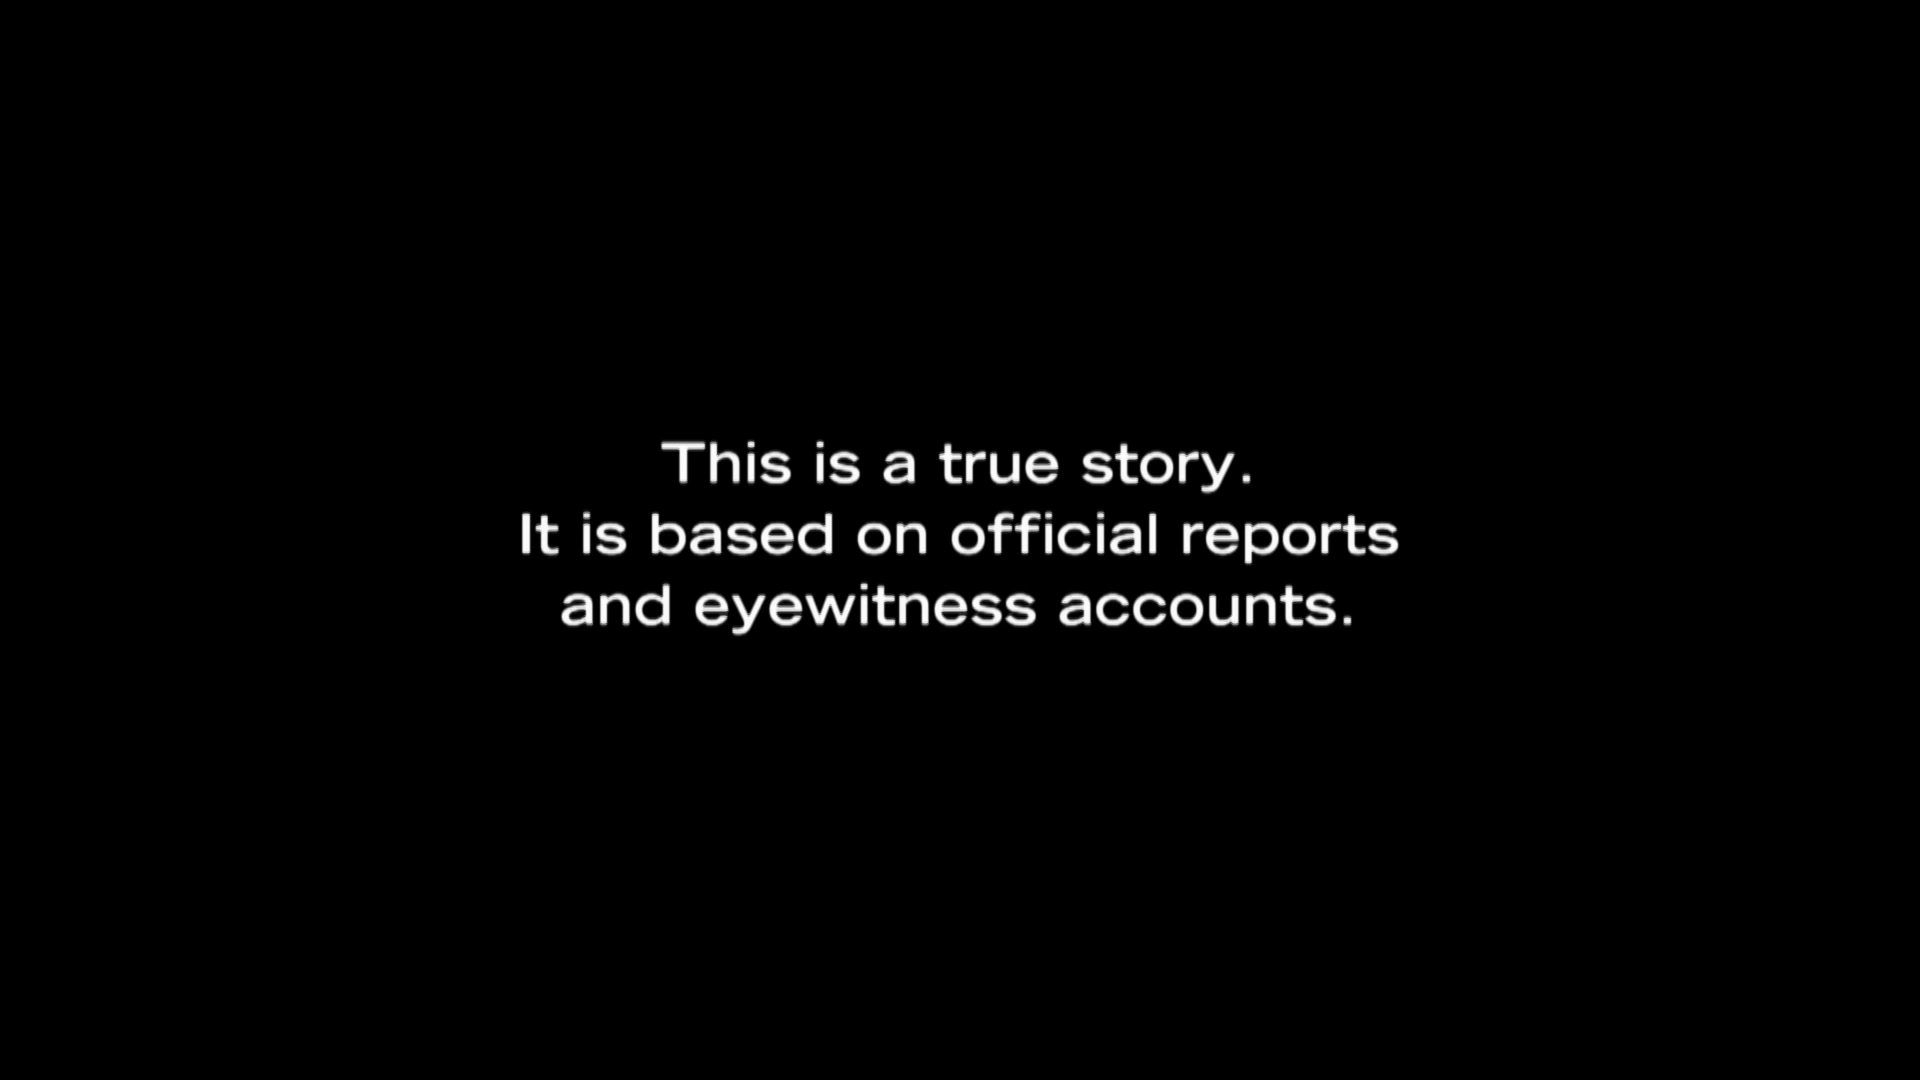 This is a true story.
It is based on official reports
and eyewitness accounts.